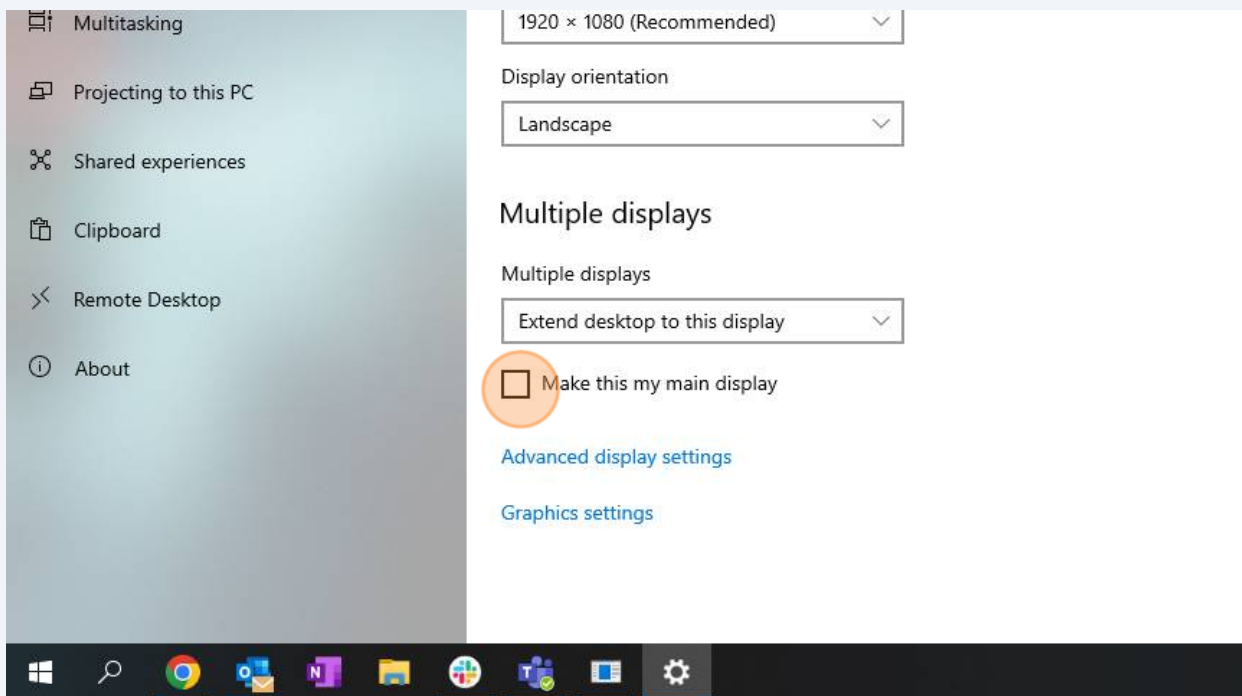 Multitasking
Projecting to this PC
Shared experiences
Clipboard
Remote Desktop
About
1920 × 1080 (Recommended)
Display orientation
Landscape
Multiple displays
Multiple displays
Extend desktop to this display
Make this my main display
Advanced display settings
Graphics settings